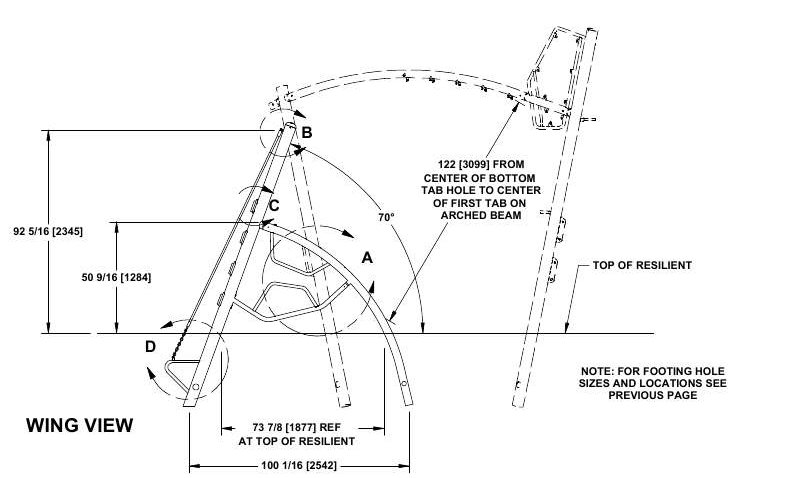 B
122 [3099] FROM
CENTER OF BOTTOM
TAB HOLE TO CENTER
OF FIRST TAB ON
ARCHED BEAM
C
70°
92 5/16 [2345]
A
TOP OF RESILIENT
50 9/16 [1284]
D
NOTE: FOR FOOTING HOLE
SIZES AND LOCATIONS SEE
PREVIOUS PAGE
WING VIEW
73 7/8 [1877] REF
AT TOP OF RESILIENT
100 1/16 [2542]